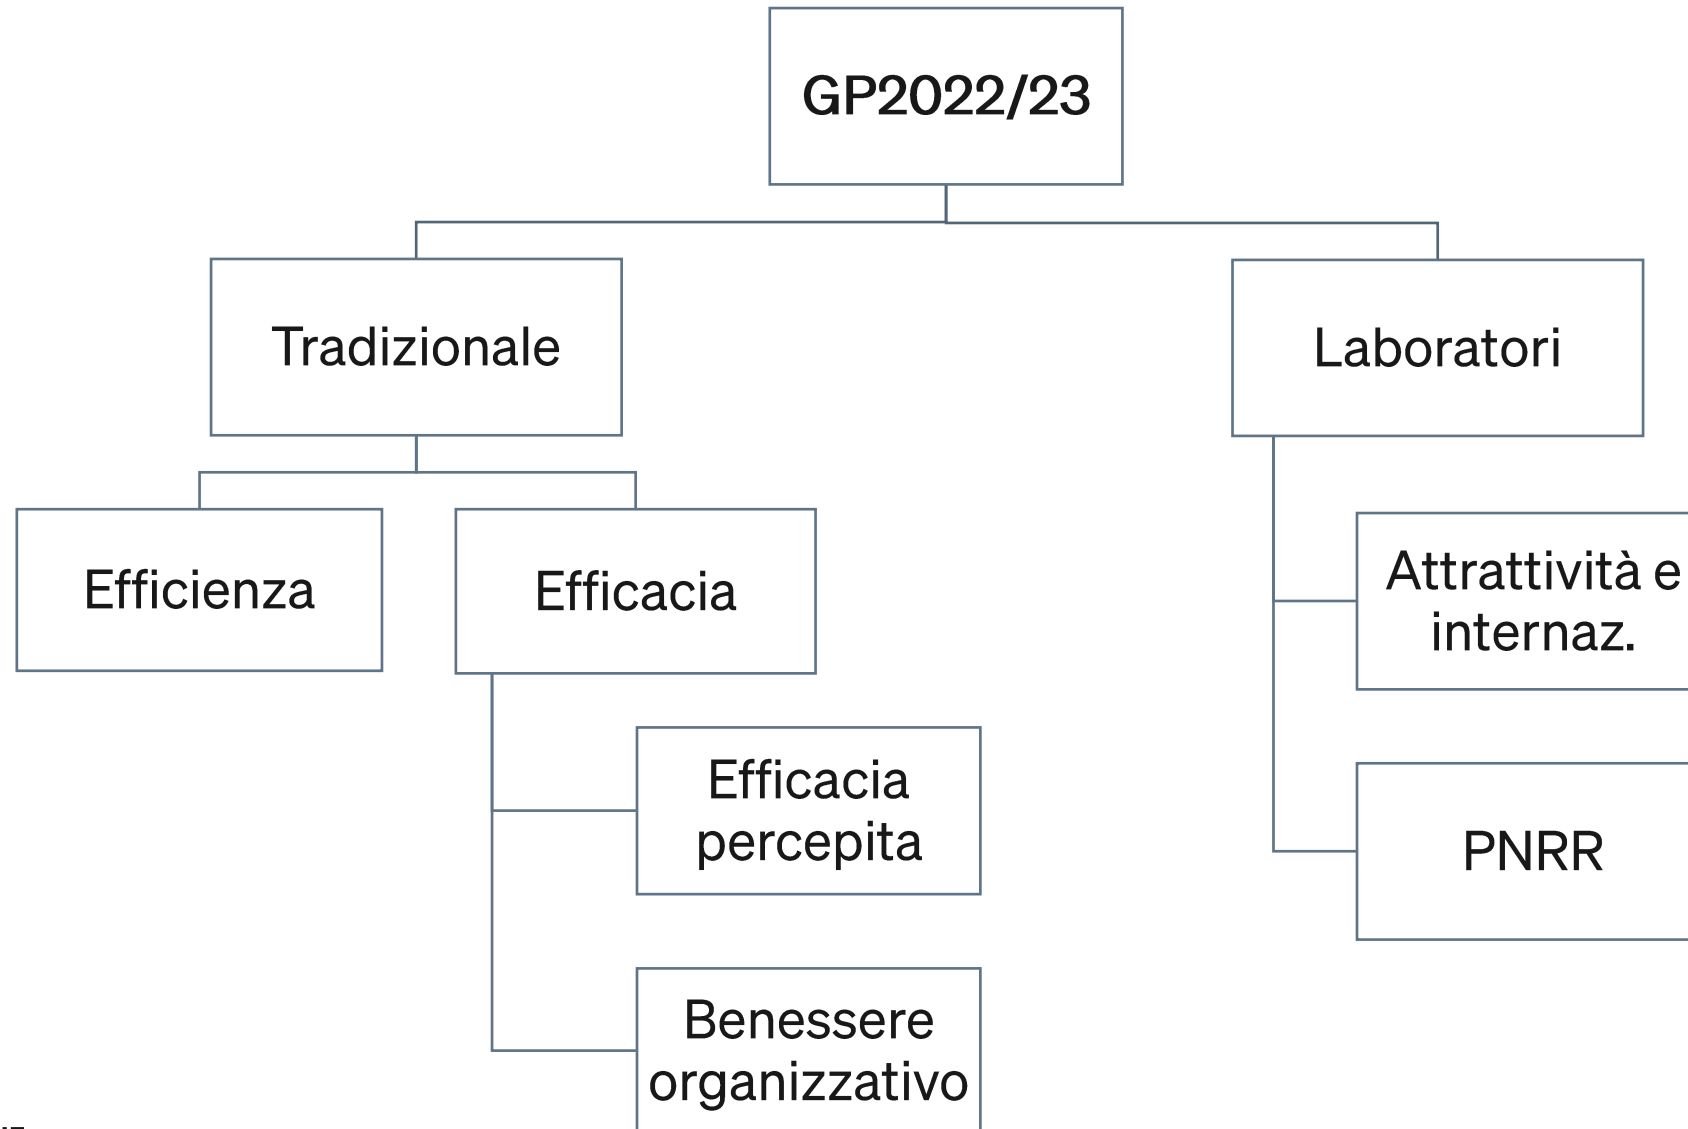 GP2022/23
Tradizionale
Laboratori
Efficienza
Efficacia
Attrattività e
internaz.
Efficacia
percepita
PNRR
Benessere
organizzativo